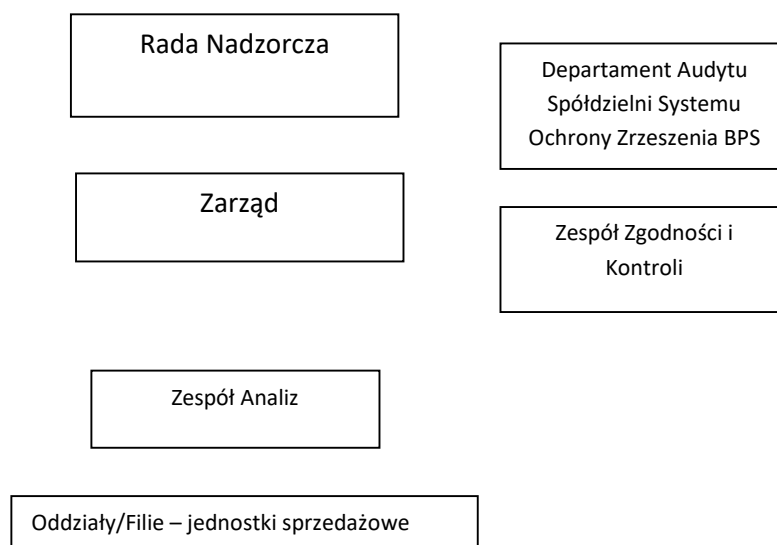 Rada Nadzorcza
Departament Audytu
Spółdzielni Systemu
Ochrony Zrzeszenia BPS
Zarząd
Zespół Zgodności i
Kontroli
Zespół Analiz
Oddziały/Filie – jednostki sprzedażowe